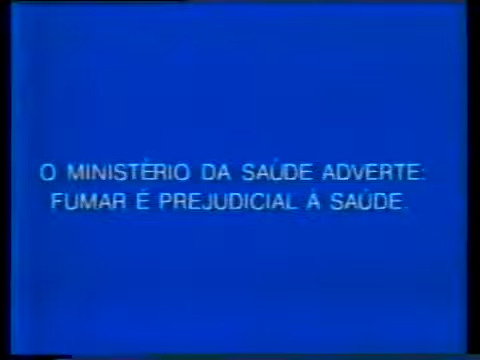 O MINISTÉRIO DA SAÚDE ADVERTE:
FUMAR É PREJUDICIAL À SAÚDE.